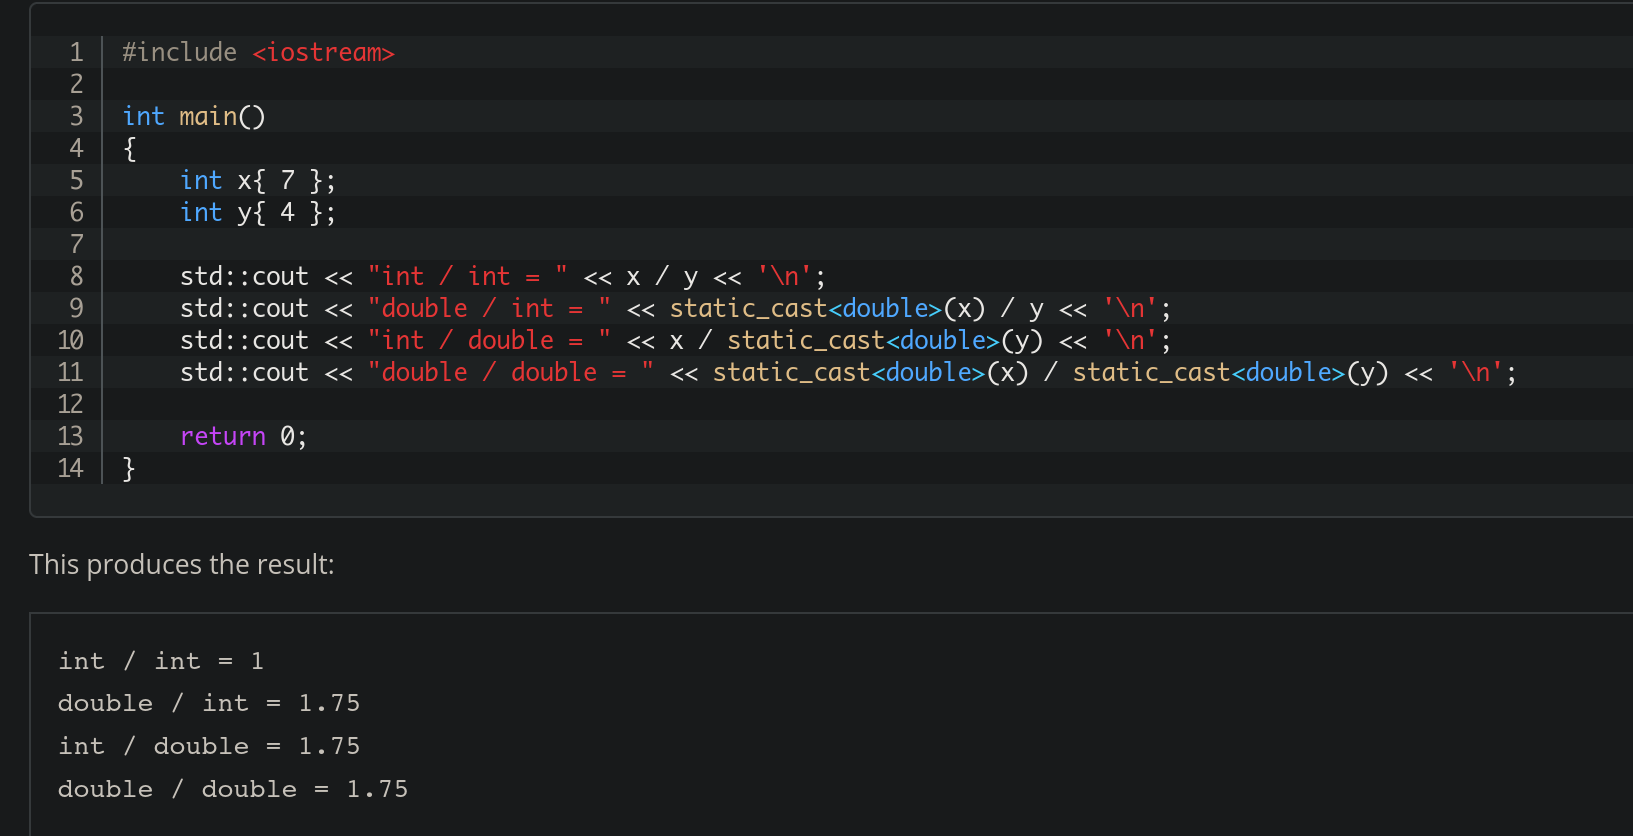 1 #include <iostream>
2
3 int main()
4 {
5     int x{ 7 };
6     int y{ 4 };
7
8     std::cout << "int / int = " << x / y << '\n';
9     std::cout << "double / int = " << static_cast<double>(x) / y << '\n';
10     std::cout << "int / double = " << x / static_cast<double>(y) << '\n';
11     std::cout << "double / double = " << static_cast<double>(x) / static_cast<double>(y) << '\n';
12
13     return 0;
14 }
This produces the result:
int / int = 1
double / int = 1.75
int / double = 1.75
double / double = 1.75